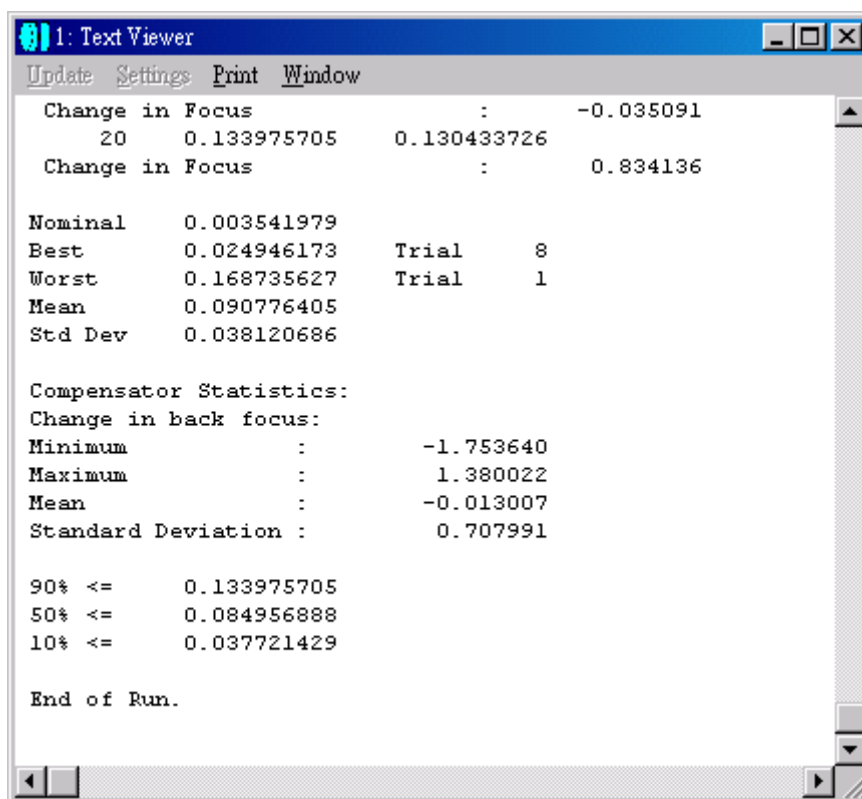 1: Text Viewer
Update Settings Print Window
Change in Focus : -0.035091
20 0.133975705 0.130433726
Change in Focus : 0.834136
Nominal 0.003541979
Best 0.024946173 Trial 8
Worst 0.168735627 Trial 1
Mean 0.090776405
Std Dev 0.038120686
Compensator Statistics:
Change in back focus:
Minimum : -1.753640
Maximum : 1.380022
Mean : -0.013007
Standard Deviation : 0.707991
90% <= 0.133975705
50% <= 0.084956888
10% <= 0.037721429
End of Run.